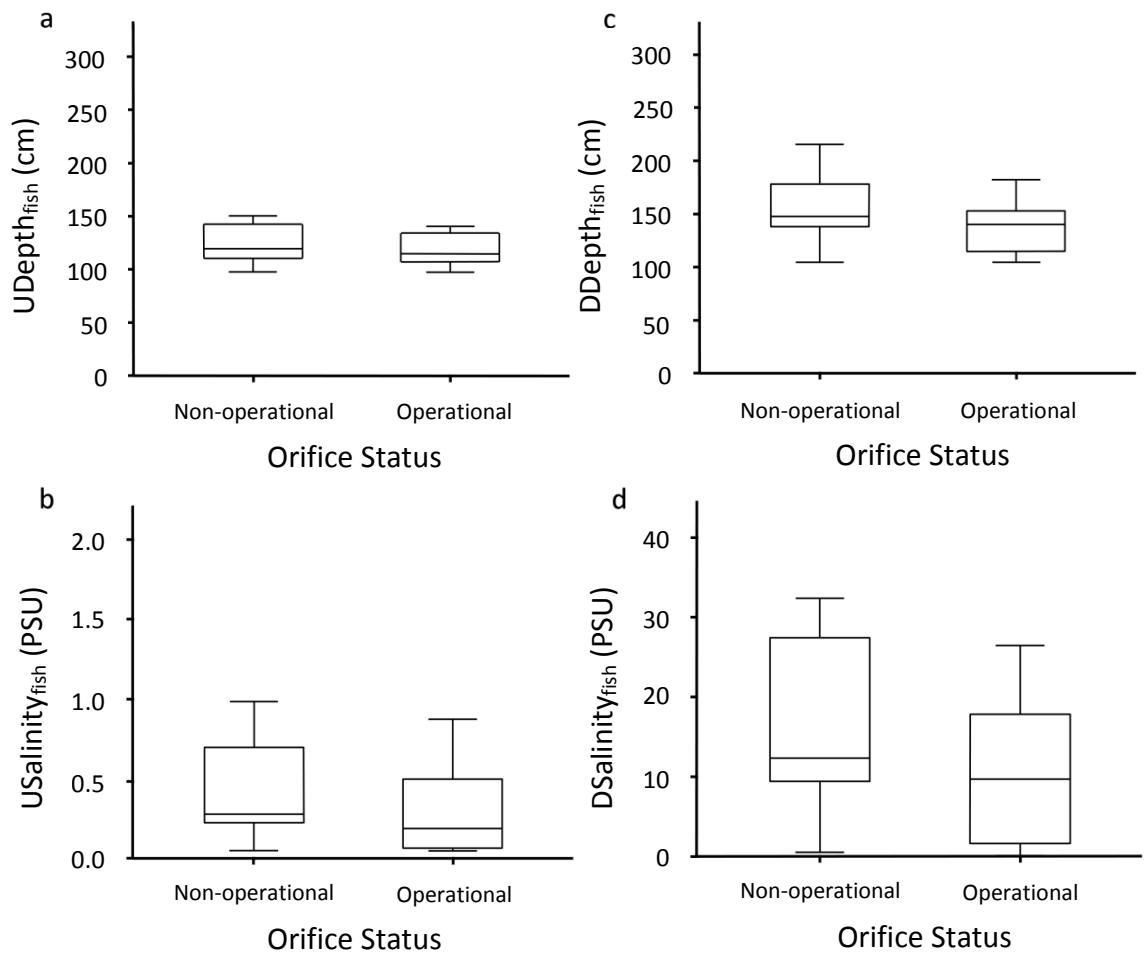 a
UDepthfish (cm)
300
250
200
150
100
50
0
Non-operational Operational
Orifice Status
c
DDepthfish (cm)
300
250
200
150
100
50
0
Non-operational Operational
Orifice Status
b
USalinityfish (PSU)
2.0
1.5
1.0
0.5
0.0
Non-operational Operational
Orifice Status
d
DSalinityfish (PSU)
40
30
20
10
0
Non-operational Operational
Orifice Status